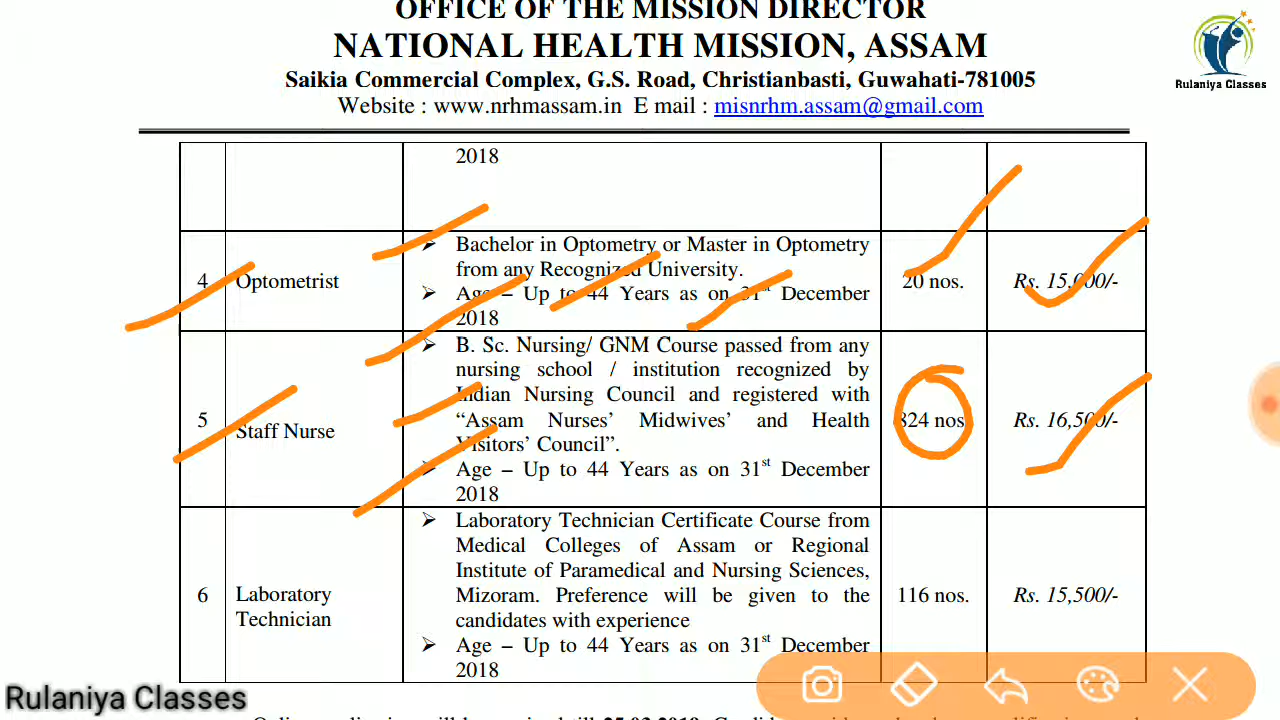 OFFICE OF THE MISSION DIRECTOR
NATIONAL HEALTH MISSION, ASSAM
Saikia Commercial Complex, G.S. Road, Christianbasti, Guwahati-781005
Website : www.nrhmassam.in E mail : misnrhm.assam@gmail.com
Rulaniya Classes
2018
4
Optometrist
➢ Bachelor in Optometry or Master in Optometry
from any Recognized University.
➢ Age – Up to 44 Years as on 31st December
2018
20 nos.
Rs. 15,000/-
5
Staff Nurse
➢ B. Sc. Nursing/ GNM Course passed from any
nursing school / institution recognized by
Indian Nursing Council and registered with
“Assam Nurses’ Midwives’ and Health
Visitors’ Council”.
➢ Age – Up to 44 Years as on 31st December
2018
824 nos.
Rs. 16,500/-
6
Laboratory
Technician
➢ Laboratory Technician Certificate Course from
Medical Colleges of Assam or Regional
Institute of Paramedical and Nursing Sciences,
Mizoram. Preference will be given to the
candidates with experience
➢ Age – Up to 44 Years as on 31st December
2018
116 nos.
Rs. 15,500/-
Rulaniya Classes